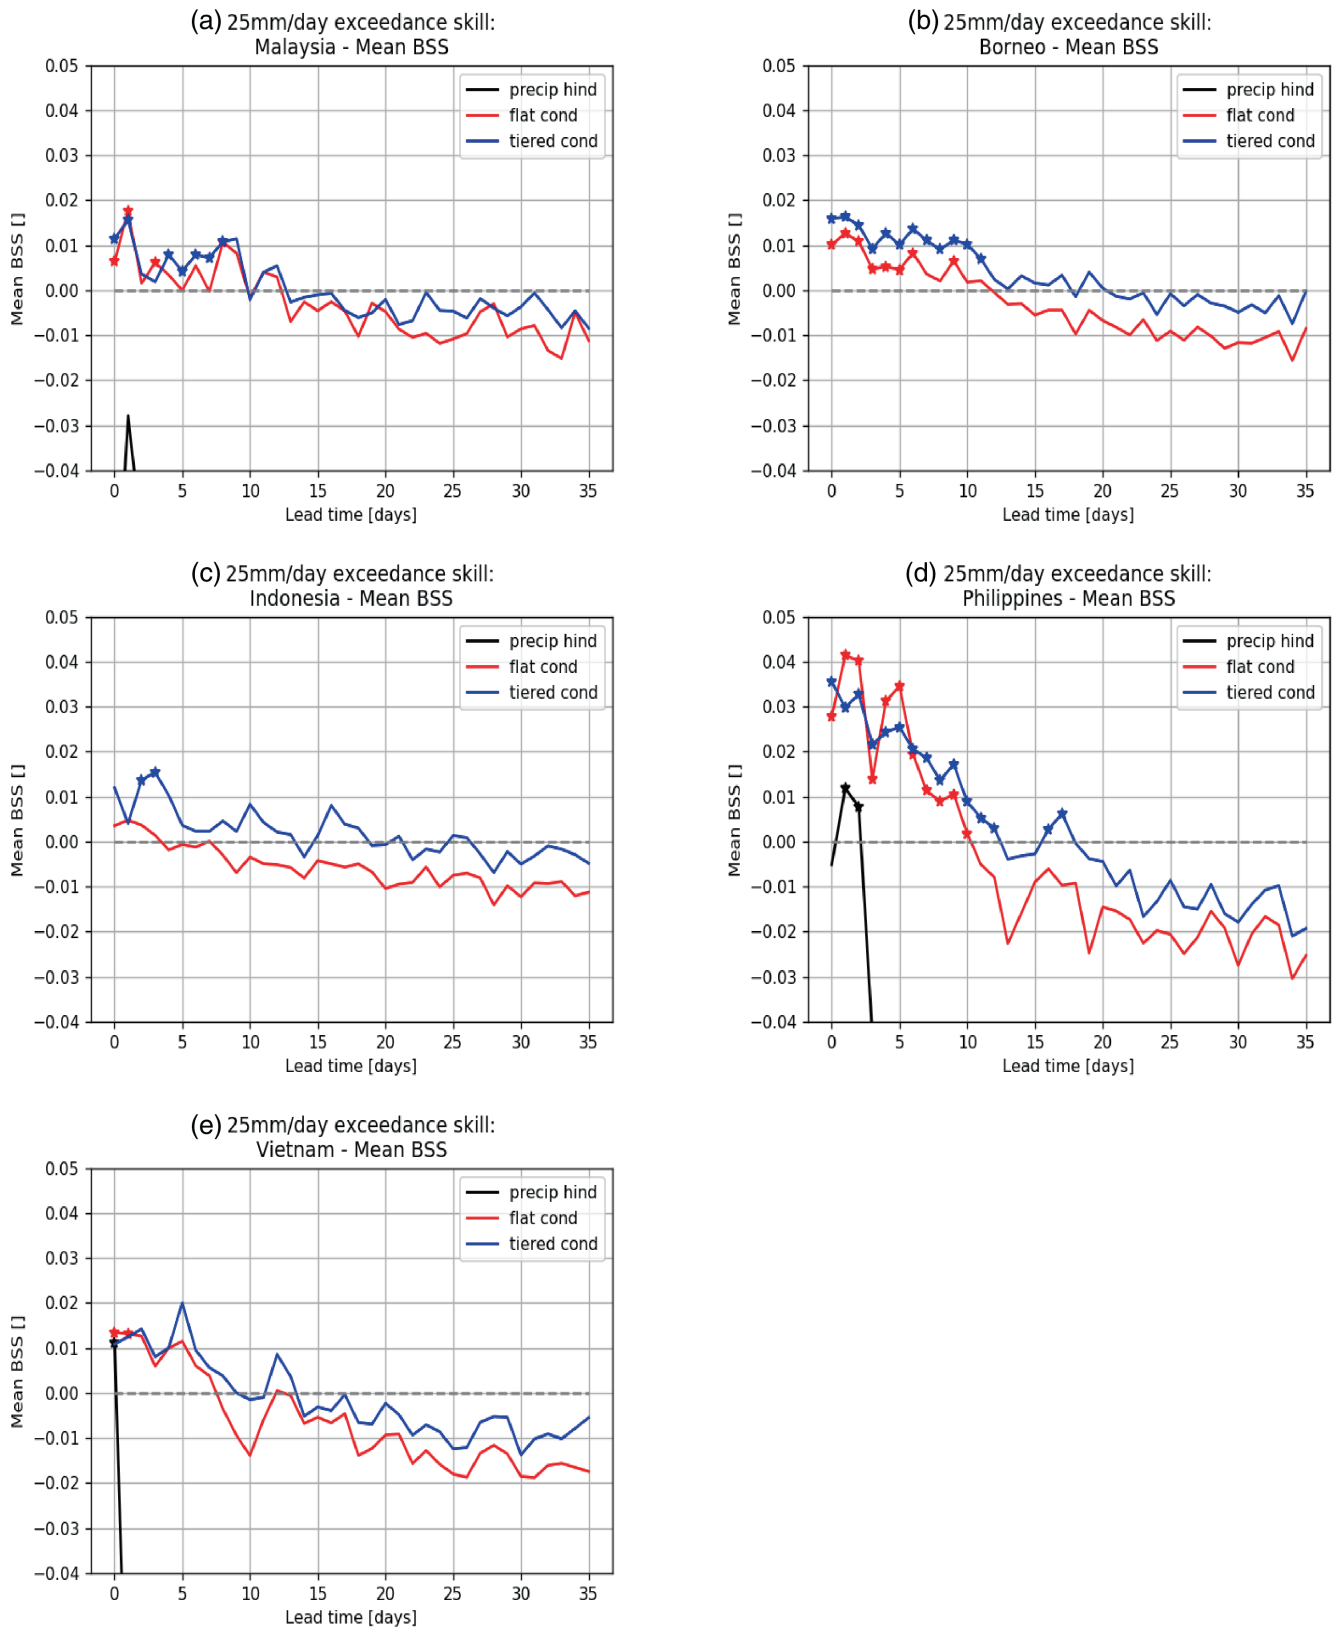 (a) 25mm/day exceedance skill:
Malaysia - Mean BSS
0.05
0.04
0.03
0.02
0.01
0.00
−0.01
−0.02
−0.03
−0.04
Mean BSS []
precip hind
flat cond
tiered cond
0 5 10 15 20 25 30 35
Lead time [days]
(b) 25mm/day exceedance skill:
Borneo - Mean BSS
0.05
0.04
0.03
0.02
0.01
0.00
−0.01
−0.02
−0.03
−0.04
Mean BSS []
precip hind
flat cond
tiered cond
0 5 10 15 20 25 30 35
Lead time [days]
(c) 25mm/day exceedance skill:
Indonesia - Mean BSS
0.05
0.04
0.03
0.02
0.01
0.00
−0.01
−0.02
−0.03
−0.04
Mean BSS []
precip hind
flat cond
tiered cond
0 5 10 15 20 25 30 35
Lead time [days]
(d) 25mm/day exceedance skill:
Philippines - Mean BSS
0.05
0.04
0.03
0.02
0.01
0.00
−0.01
−0.02
−0.03
−0.04
Mean BSS []
precip hind
flat cond
tiered cond
0 5 10 15 20 25 30 35
Lead time [days]
(e) 25mm/day exceedance skill:
Vietnam - Mean BSS
0.05
0.04
0.03
0.02
0.01
0.00
−0.01
−0.02
−0.03
−0.04
Mean BSS []
precip hind
flat cond
tiered cond
0 5 10 15 20 25 30 35
Lead time [days]